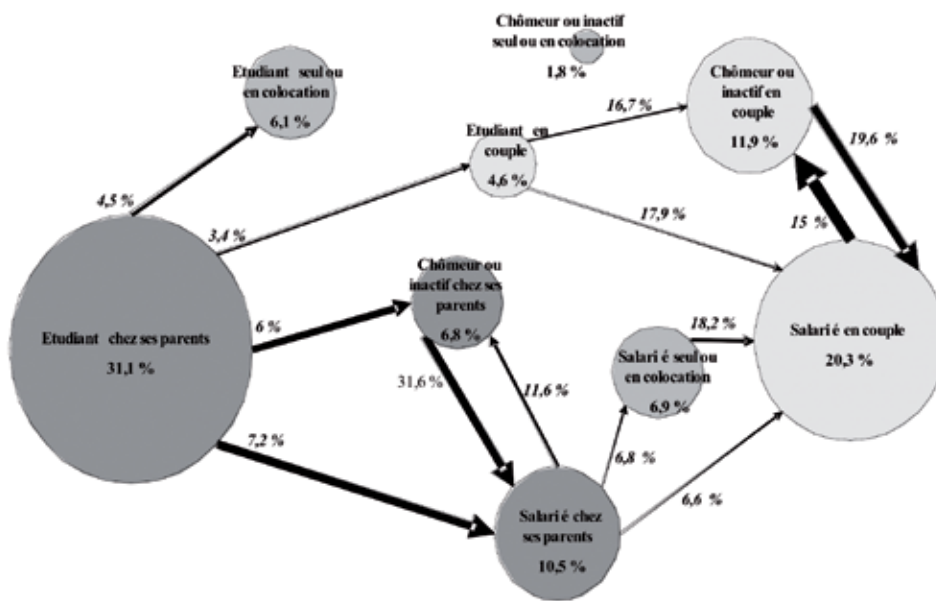 Chômeur ou inactif
seul ou en colocation
1,8 %
Etudiant seul ou
en colocation
6,1 %
Chômeur ou
inactif en
couple
11,9 %
16,7 %
19,6 %
Etudiant en
couple
4,6 %
4,5 %
3,4 %
17,9 %
15 %
Chômeur ou
inactif chez ses
parents
6,8 %
Etudiant chez ses parents
31,1 %
6 %
18,2 %
Salari é en couple
20,3 %
Salari é seul ou
en colocation
6,9 %
31,6 %
11,6 %
7,2 %
6,8 %
6,6 %
Salari é chez
ses parents
10,5 %